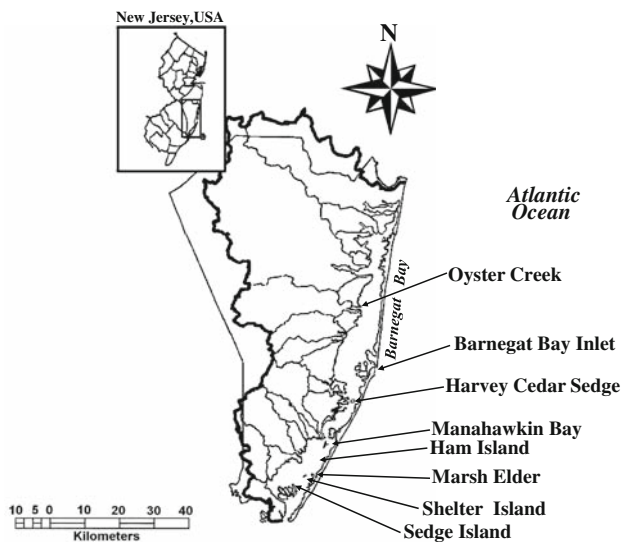 New Jersey,USA
N
Atlantic
Ocean
Barnegat Bay
Oyster Creek
Barnegat Bay Inlet
Harvey Cedar Sedge
Manahawkin Bay
Ham Island
Marsh Elder
Shelter Island
Sedge Island
10 5 0 10 20 30 40
Kilometers